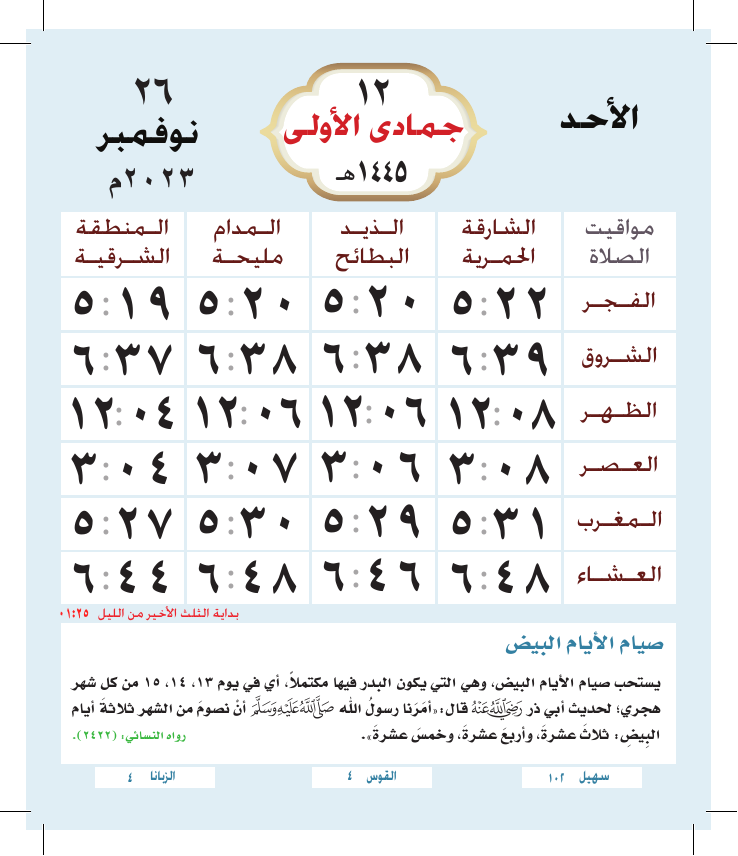 الأحد
١٢
جمادى الأولى
١٤٤٥هـ
٢٦
نوفمبر
٢٠٢٣م
مواقيت الصلاة | الشارقة الحمرية | الذيد البطائح | المدام مليحة | المنطقة الشرقية
الفجر ٥:٢٢ ٥:٢٠ ٥:٢٠ ٥:١٩
الشروق ٦:٣٩ ٦:٣٨ ٦:٣٨ ٦:٣٧
الظهر ١٢:٠٨ ١٢:٠٦ ١٢:٠٦ ١٢:٠٤
العصر ٣:٠٨ ٣:٠٦ ٣:٠٧ ٣:٠٤
المغرب ٥:٣١ ٥:٢٩ ٥:٣٠ ٥:٢٧
العشاء ٦:٤٨ ٦:٤٦ ٦:٤٨ ٦:٤٤
بداية الثلث الأخير من الليل ٠١:٢٥
صيام الأيام البيض
يستحب صيام الأيام البيض، وهي التي يكون البدر فيها مكتملاً، أي في يوم ١٣، ١٤، ١٥ من كل شهر
هجري؛ لحديث أبي ذر رَضِيَ اللَّهُ عَنْهُ قال: «أمَرَنا رسولُ الله صَلَّى اللَّهُ عَلَيْهِ وَسَلَّمَ أنْ نصومَ من الشهر ثلاثةَ أيام
البِيضِ: ثلاثَ عشرةَ، وأربعَ عشرةَ، وخمسَ عشرةَ». رواه النسائي: (٢٤٢٢).
سهيل ١٠٢
القوس ٤
الزبانا ٤